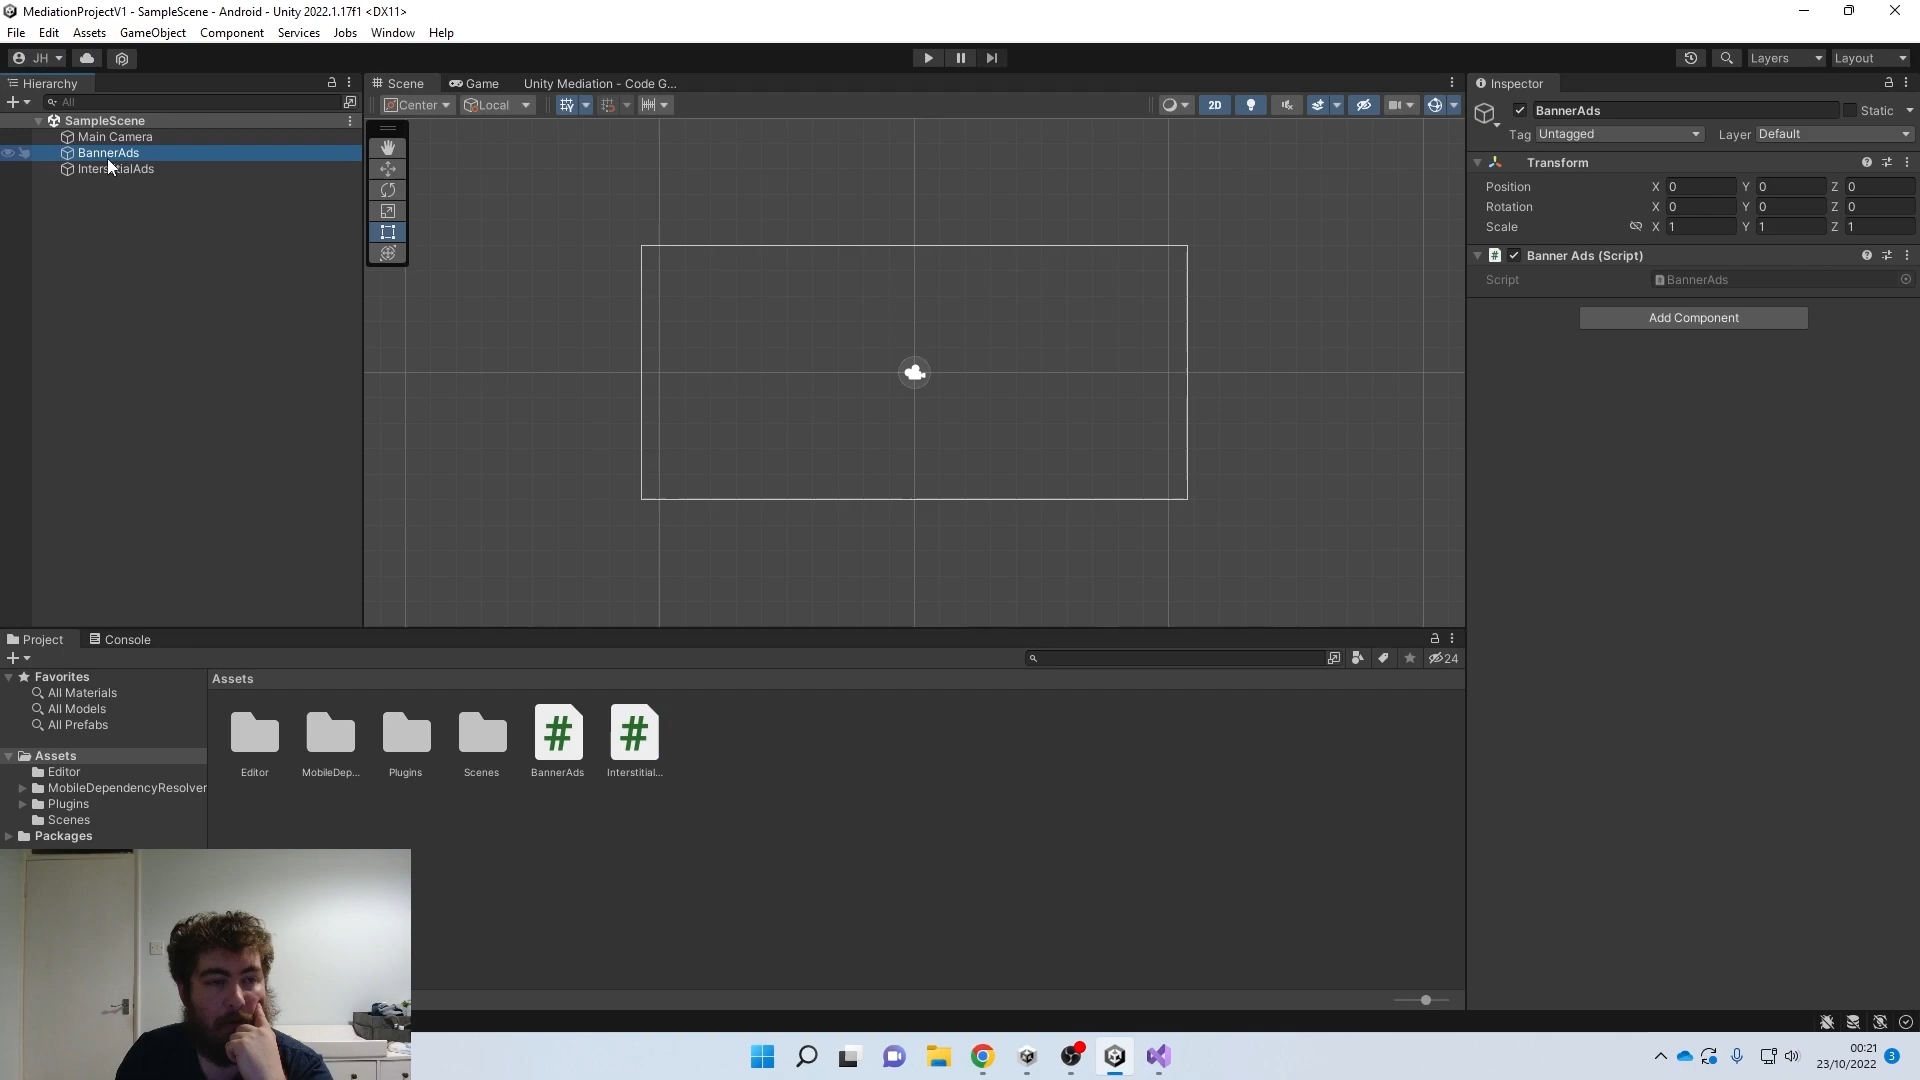 MediationProjectV1 - SampleScene - Android - Unity 2022.1.17f1 <DX11>
File Edit Assets GameObject Component Services Jobs Window Help
JH Layers Layout
Hierarchy
All
SampleScene
Main Camera
BannerAds
InterstitialAds
Scene Game Unity Mediation - Code G...
Center Local 2D
Inspector
BannerAds Static
Tag Untagged Layer Default
Transform
Position X 0 Y 0 Z 0
Rotation X 0 Y 0 Z 0
Scale X 1 Y 1 Z 1
# Banner Ads (Script)
Script BannerAds
Add Component
Project Console
24
Favorites
All Materials
All Models
All Prefabs
Assets
Editor
MobileDependencyResolver
Plugins
Scenes
Packages
Assets
# #
Editor MobileDep... Plugins Scenes BannerAds Interstitial...
00:21
23/10/2022
3